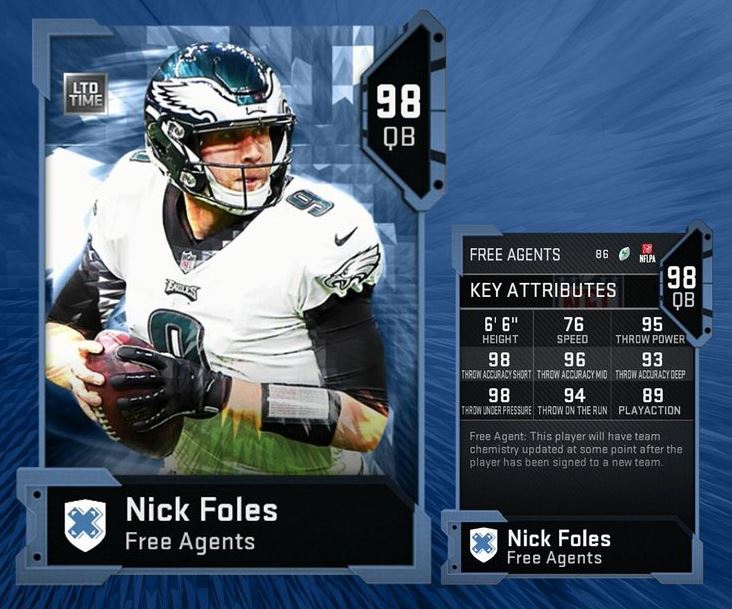 LTD
TIME
98
QB
9
EAGLES
9
Nick Foles
Free Agents
FREE AGENTS 86 NFLPA
98
QB
KEY ATTRIBUTES
6' 6" 76 95
HEIGHT SPEED THROW POWER
98 96 93
THROW ACCURACY SHORT THROW ACCURACY MID THROW ACCURACY DEEP
98 94 89
THROW UNDER PRESSURE THROW ON THE RUN PLAYACTION
Free Agent: This player will have team
chemistry updated at some point after the
player has been signed to a new team.
Nick Foles
Free Agents